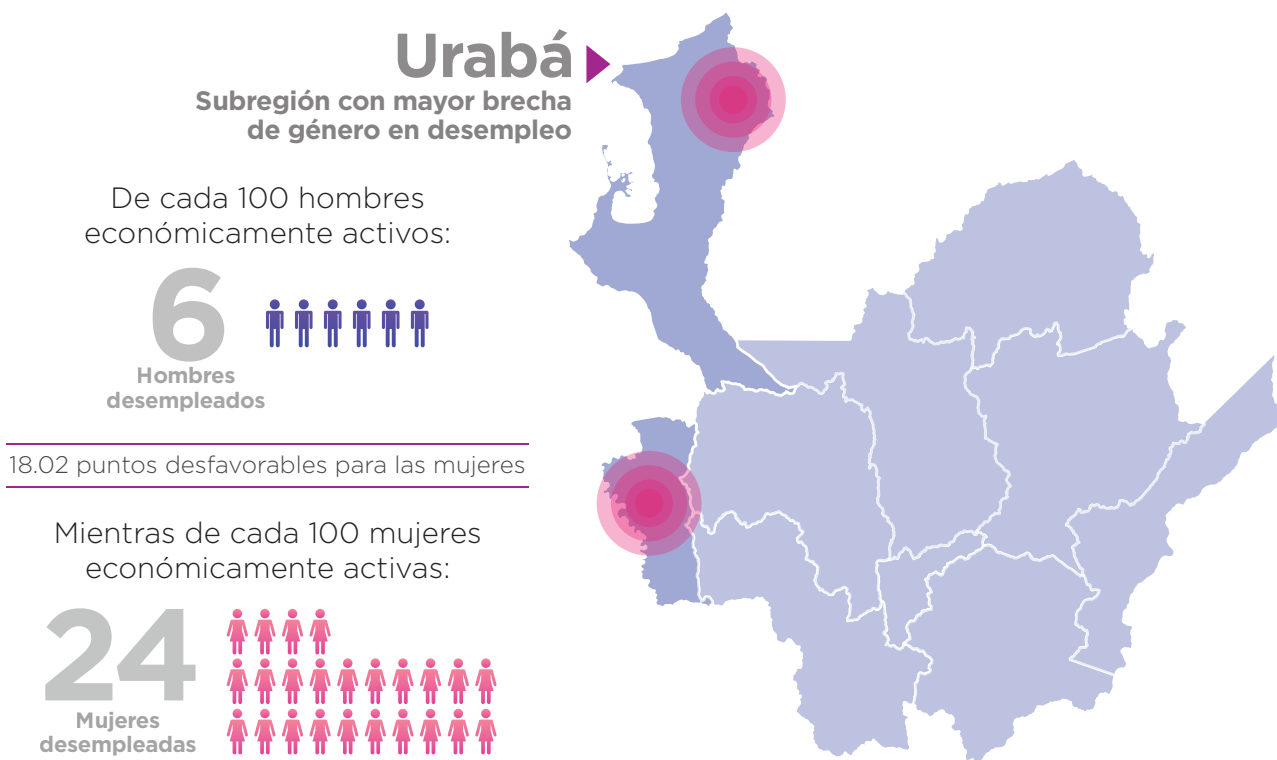 Urabá
Subregión con mayor brecha
de género en desempleo
De cada 100 hombres
económicamente activos:
6
Hombres
desempleados
18.02 puntos desfavorables para las mujeres
Mientras de cada 100 mujeres
económicamente activas:
24
Mujeres
desempleadas